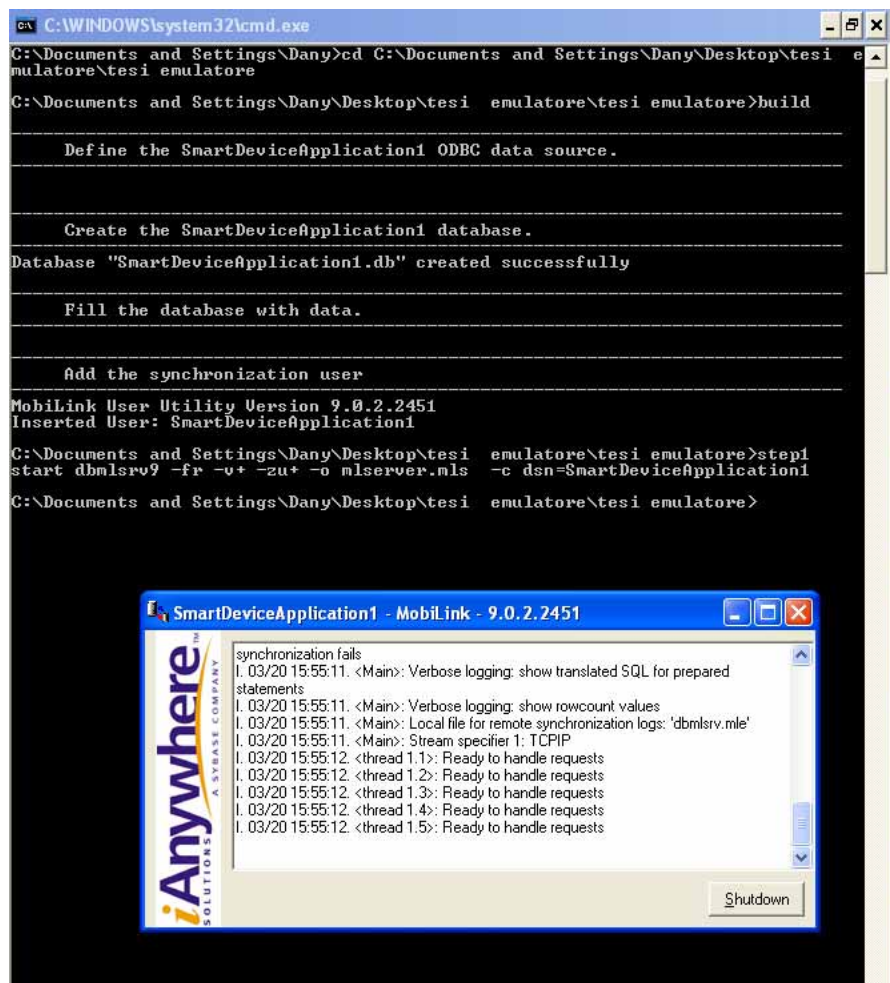 C:\WINDOWS\system32\cmd.exe
C:\Documents and Settings\Dany>cd C:\Documents and Settings\Dany\Desktop\tesi  e
mulatore\tesi emulatore
C:\Documents and Settings\Dany\Desktop\tesi  emulatore\tesi emulatore>build
Define the SmartDeviceApplication1 ODBC data source.
Create the SmartDeviceApplication1 database.
Database "SmartDeviceApplication1.db" created successfully
Fill the database with data.
Add the synchronization user
MobiLink User Utility Version 9.0.2.2451
Inserted User: SmartDeviceApplication1
C:\Documents and Settings\Dany\Desktop\tesi  emulatore\tesi emulatore>step1
start dbmlsrv9 -fr -v+ -zu+ -o mlserver.mls  -c dsn=SmartDeviceApplication1
C:\Documents and Settings\Dany\Desktop\tesi  emulatore\tesi emulatore>
SmartDeviceApplication1 - MobiLink - 9.0.2.2451
synchronization fails
I. 03/20 15:55:11. <Main>: Verbose logging: show translated SQL for prepared
statements
I. 03/20 15:55:11. <Main>: Verbose logging: show rowcount values
I. 03/20 15:55:11. <Main>: Local file for remote synchronization logs: 'dbmlsrv.mle'
I. 03/20 15:55:11. <Main>: Stream specifier 1: TCPIP
I. 03/20 15:55:12. <thread 1.1>: Ready to handle requests
I. 03/20 15:55:12. <thread 1.2>: Ready to handle requests
I. 03/20 15:55:12. <thread 1.3>: Ready to handle requests
I. 03/20 15:55:12. <thread 1.4>: Ready to handle requests
I. 03/20 15:55:12. <thread 1.5>: Ready to handle requests
iAnywhere
SOLUTIONS
A SYBASE COMPANY
Shutdown